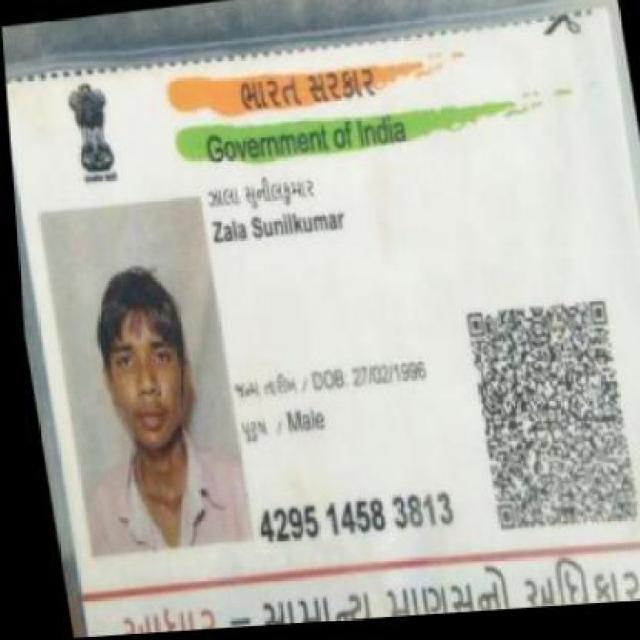 ભારત સરકાર
Government of India
ઝાલા સુનીલકુમાર
Zala Sunilkumar
જન્મ તારીખ / DOB: 27/02/1996
પુરુષ / Male
4295 1458 3813
આધાર – સામાન્ય માણસનો અધિકાર